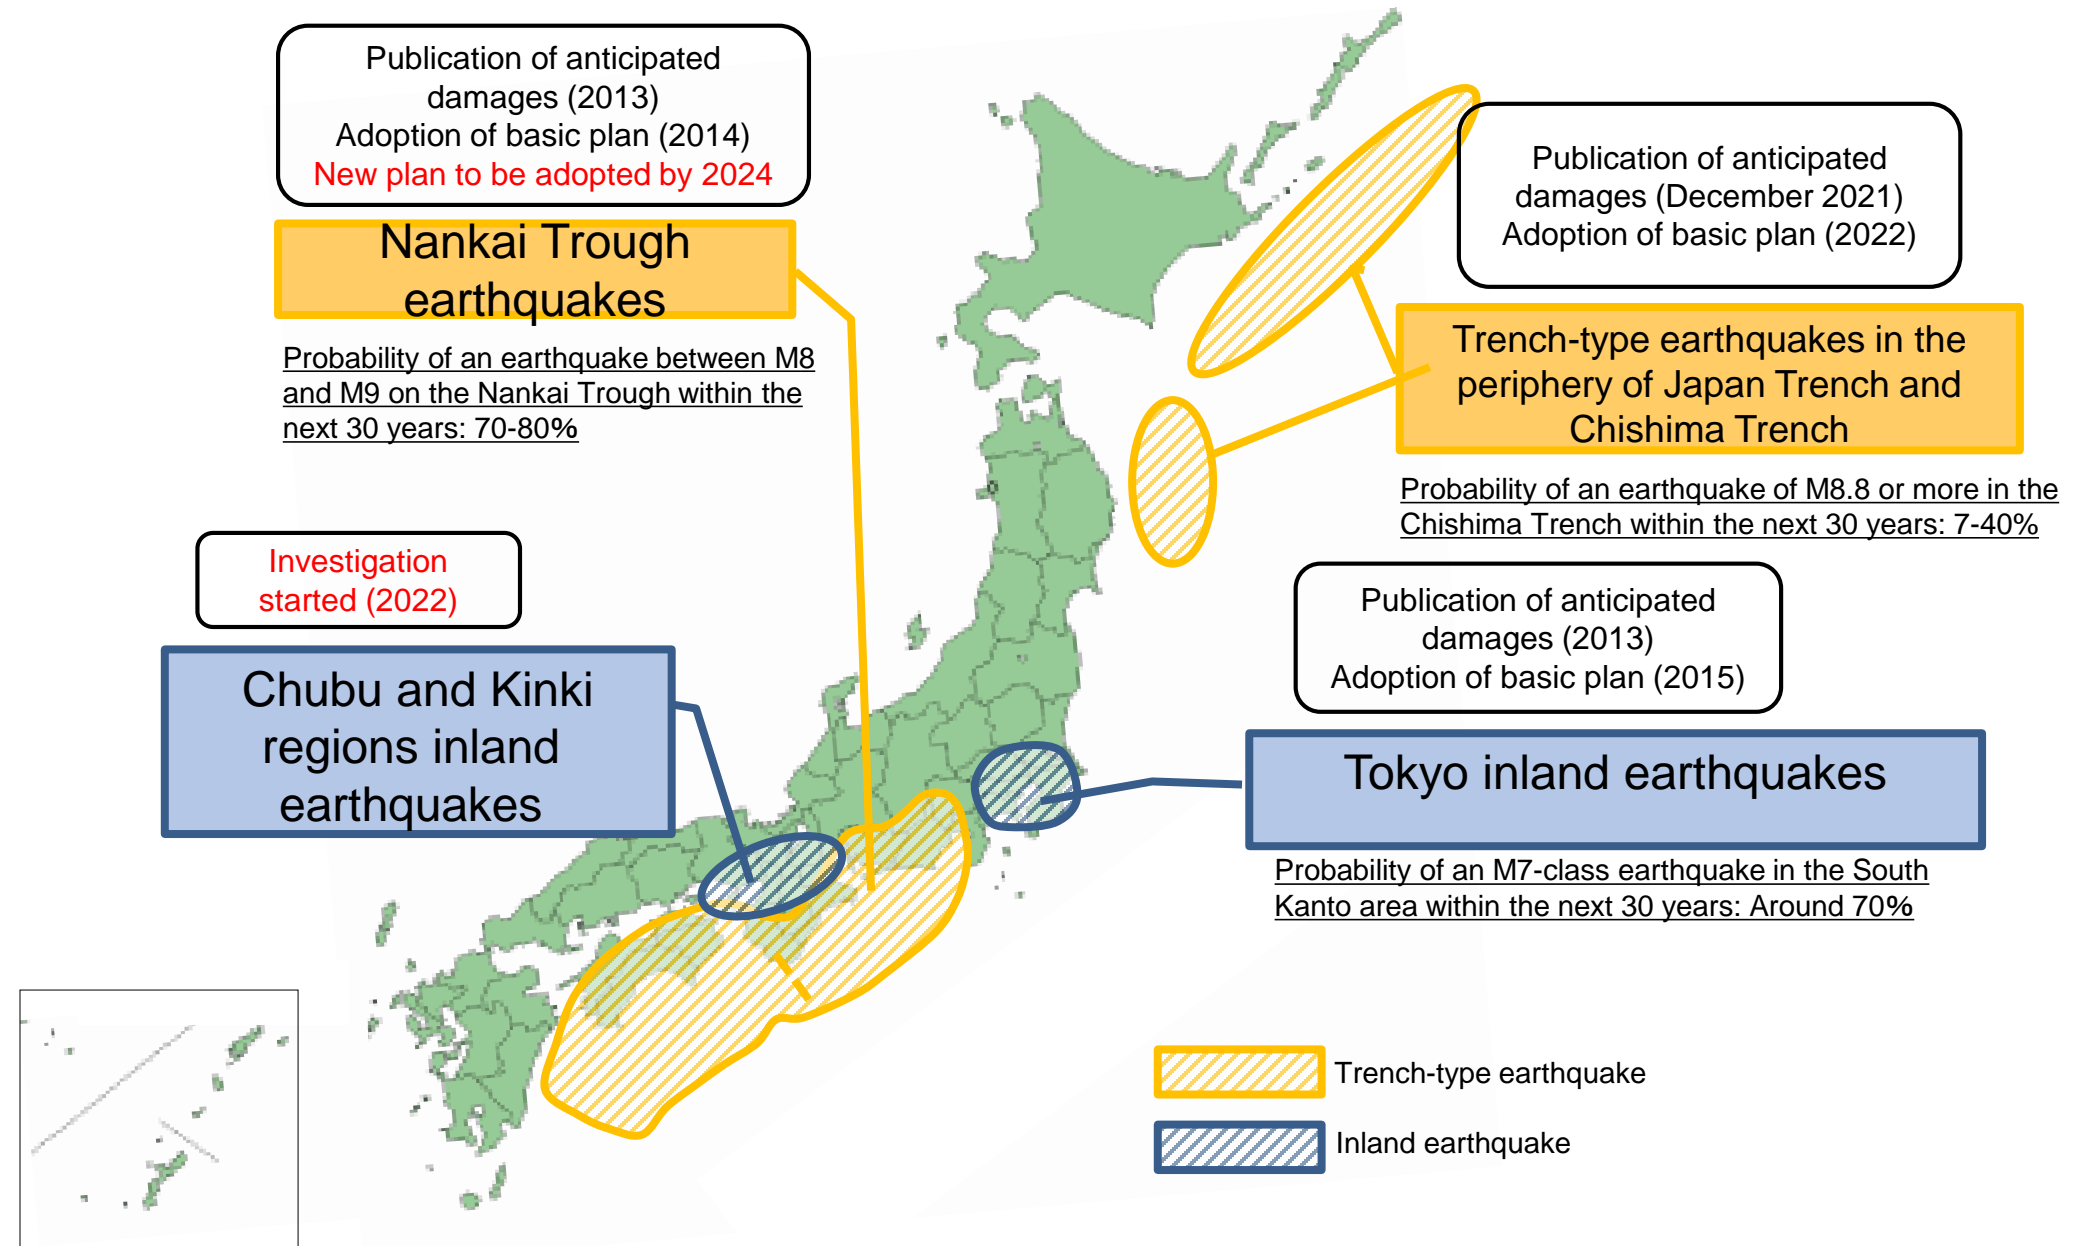 Publication of anticipated
damages (2013)
Adoption of basic plan (2014)
New plan to be adopted by 2024
Nankai Trough
earthquakes
Probability of an earthquake between M8
and M9 on the Nankai Trough within the
next 30 years: 70-80%
Publication of anticipated
damages (December 2021)
Adoption of basic plan (2022)
Trench-type earthquakes in the
periphery of Japan Trench and
Chishima Trench
Probability of an earthquake of M8.8 or more in the
Chishima Trench within the next 30 years: 7-40%
Investigation
started (2022)
Chubu and Kinki
regions inland
earthquakes
Publication of anticipated
damages (2013)
Adoption of basic plan (2015)
Tokyo inland earthquakes
Probability of an M7-class earthquake in the South
Kanto area within the next 30 years: Around 70%
Trench-type earthquake
Inland earthquake